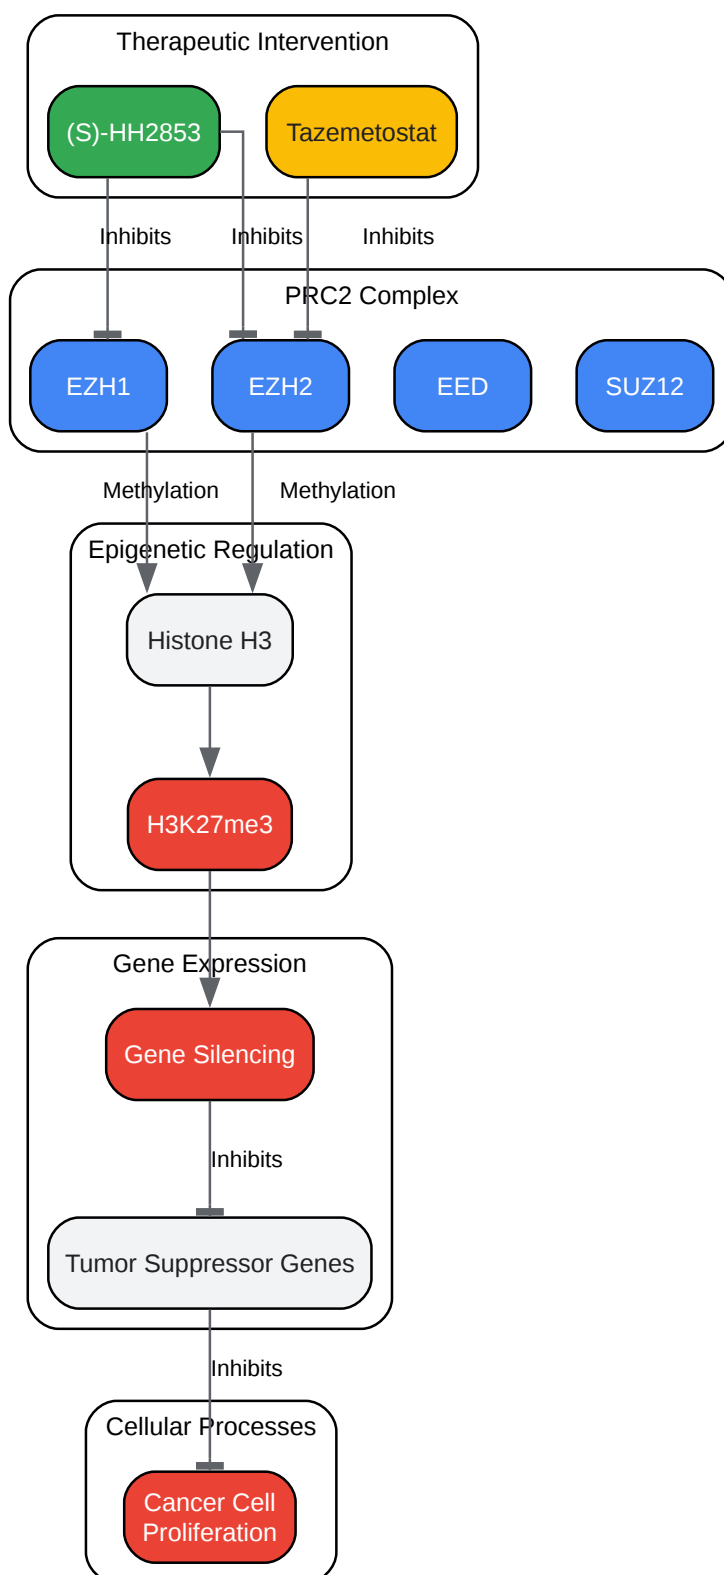 Therapeutic Intervention
(S)-HH2853
Tazemetostat
Inhibits
Inhibits
Inhibits
PRC2 Complex
EZH1
EZH2
EED
SUZ12
Methylation
Methylation
Epigenetic Regulation
Histone H3
H3K27me3
Gene Expression
Gene Silencing
Inhibits
Tumor Suppressor Genes
Inhibits
Cellular Processes
Cancer Cell
Proliferation